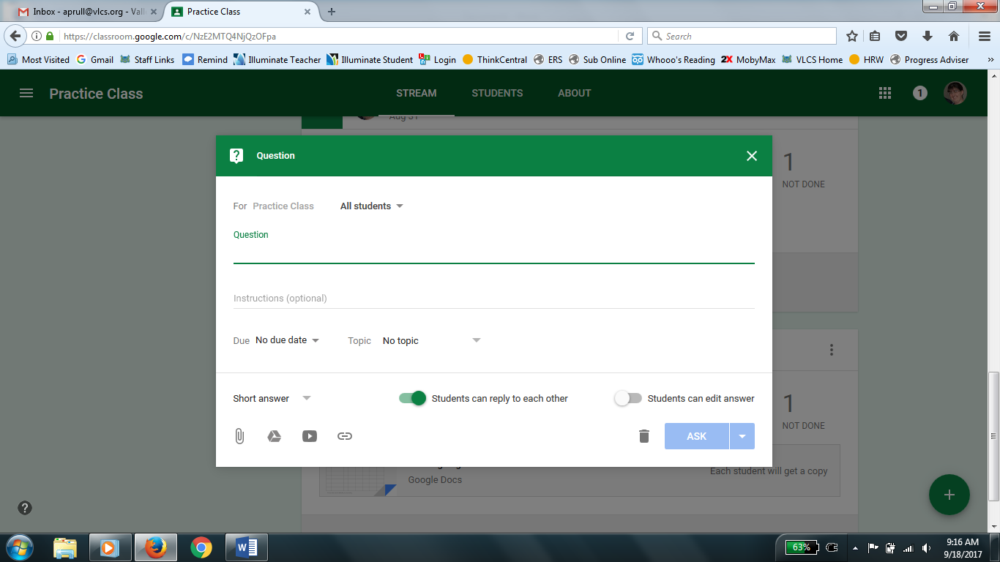 Inbox - aprull@vlcs.org - Vall
Practice Class
https://classroom.google.com/c/NzE2MTQ4NjQzOFpa
Search
Most Visited Gmail Staff Links Remind Illuminate Teacher Illuminate Student Login ThinkCentral ERS Sub Online Whooo's Reading MobyMax VLCS Home HRW Progress Adviser
Practice Class STREAM STUDENTS ABOUT 1
Aug 31
Question
1
NOT DONE
For Practice Class All students
Question
Instructions (optional)
Due No due date Topic No topic
Short answer Students can reply to each other Students can edit answer
1
NOT DONE
ASK
Each student will get a copy
Google Docs
63%
9:16 AM
9/18/2017